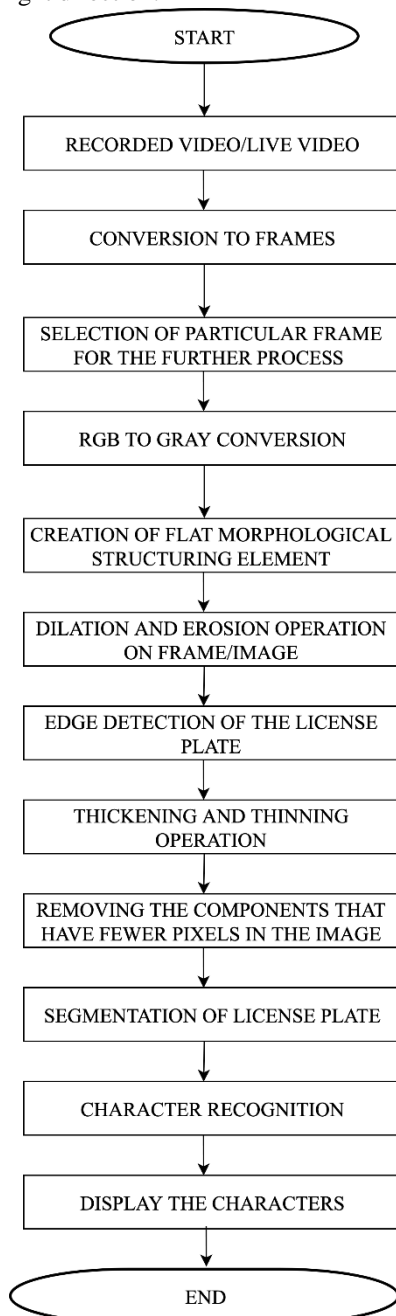 START
RECORDED VIDEO/LIVE VIDEO
CONVERSION TO FRAMES
SELECTION OF PARTICULAR FRAME
FOR THE FURTHER PROCESS
RGB TO GRAY CONVERSION
CREATION OF FLAT MORPHOLOGICAL
STRUCTURING ELEMENT
DILATION AND EROSION OPERATION
ON FRAME/IMAGE
EDGE DETECTION OF THE LICENSE
PLATE
THICKENING AND THINNING
OPERATION
REMOVING THE COMPONENTS THAT
HAVE FEWER PIXELS IN THE IMAGE
SEGMENTATION OF LICENSE PLATE
CHARACTER RECOGNITION
DISPLAY THE CHARACTERS
END